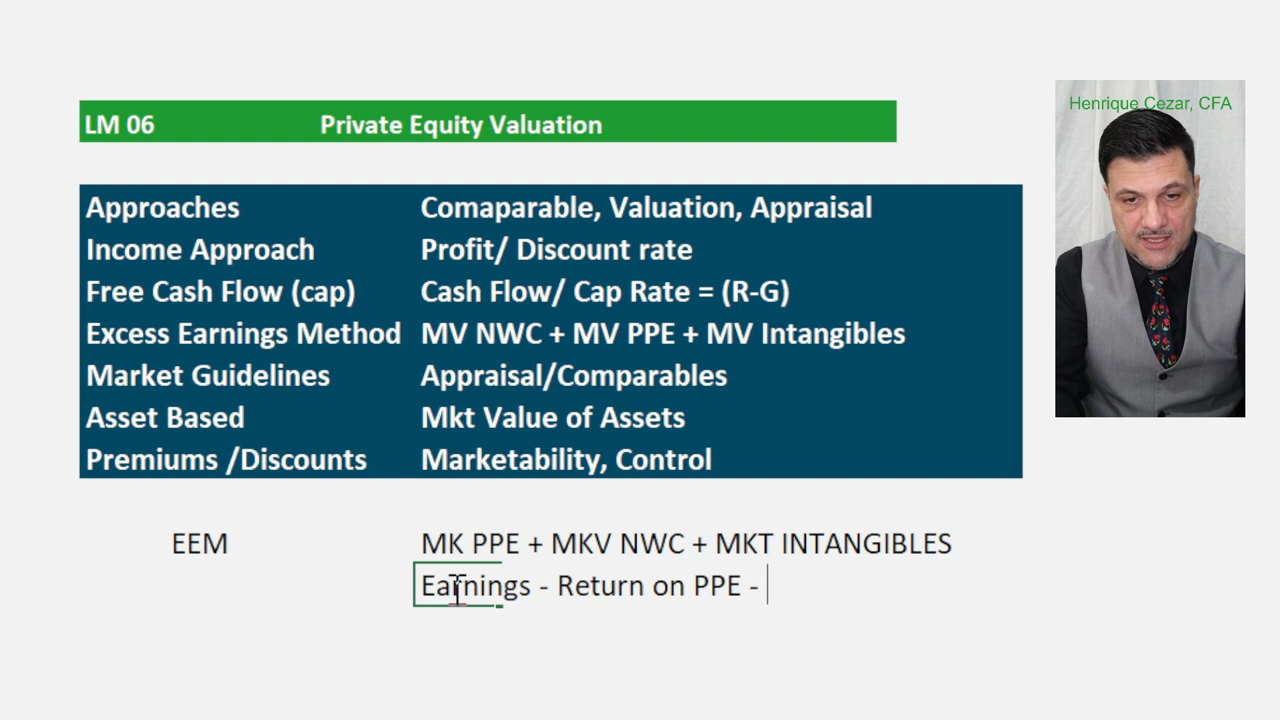 Henrique Cezar, CFA
LM 06 Private Equity Valuation
Approaches Comaparable, Valuation, Appraisal
Income Approach Profit/ Discount rate
Free Cash Flow (cap) Cash Flow/ Cap Rate = (R-G)
Excess Earnings Method MV NWC + MV PPE + MV Intangibles
Market Guidelines Appraisal/Comparables
Asset Based Mkt Value of Assets
Premiums /Discounts Marketability, Control
EEM MK PPE + MKV NWC + MKT INTANGIBLES
Earnings - Return on PPE -